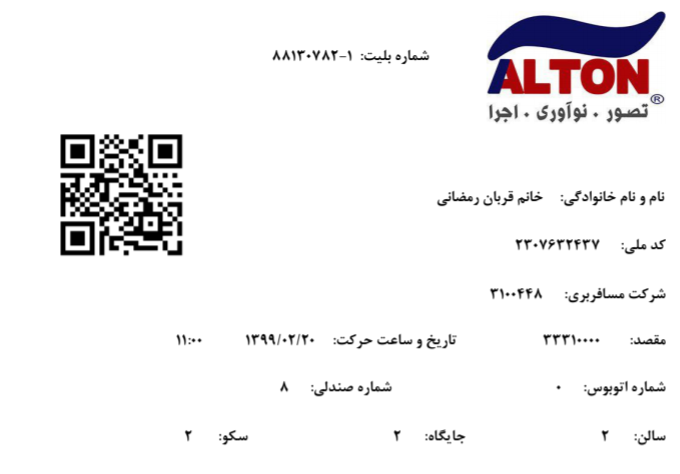 شماره بلیت: ۸۸۱۳۰۷۸۲-۱
ALTON®
تصور . نوآوری . اجرا
نام و نام خانوادگی: خانم قربان رمضانی
کد ملی: ۲۳۰۷۶۳۲۴۳۷
شرکت مسافربری: ۳۱۰۰۴۴۸
مقصد: ۳۳۳۱۰۰۰۰ تاریخ و ساعت حرکت: ۱۳۹۹/۰۲/۲۰ ۱۱:۰۰
شماره اتوبوس: ۰ شماره صندلی: ۸
سالن: ۲ جایگاه: ۲ سکو: ۲